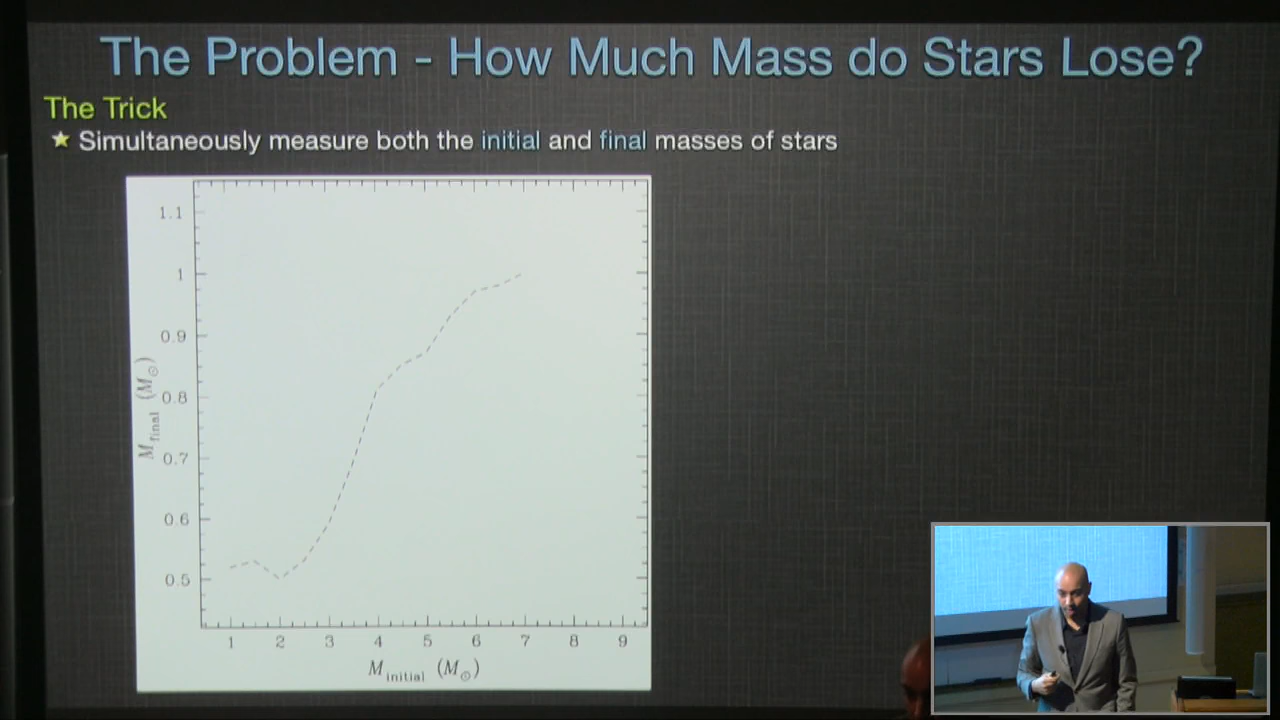 The Problem - How Much Mass do Stars Lose?
The Trick
★ Simultaneously measure both the initial and final masses of stars
1.1
1
0.9
0.8
0.7
0.6
0.5
M_final (M_☉)
1 2 3 4 5 6 7 8 9
M_initial (M_☉)